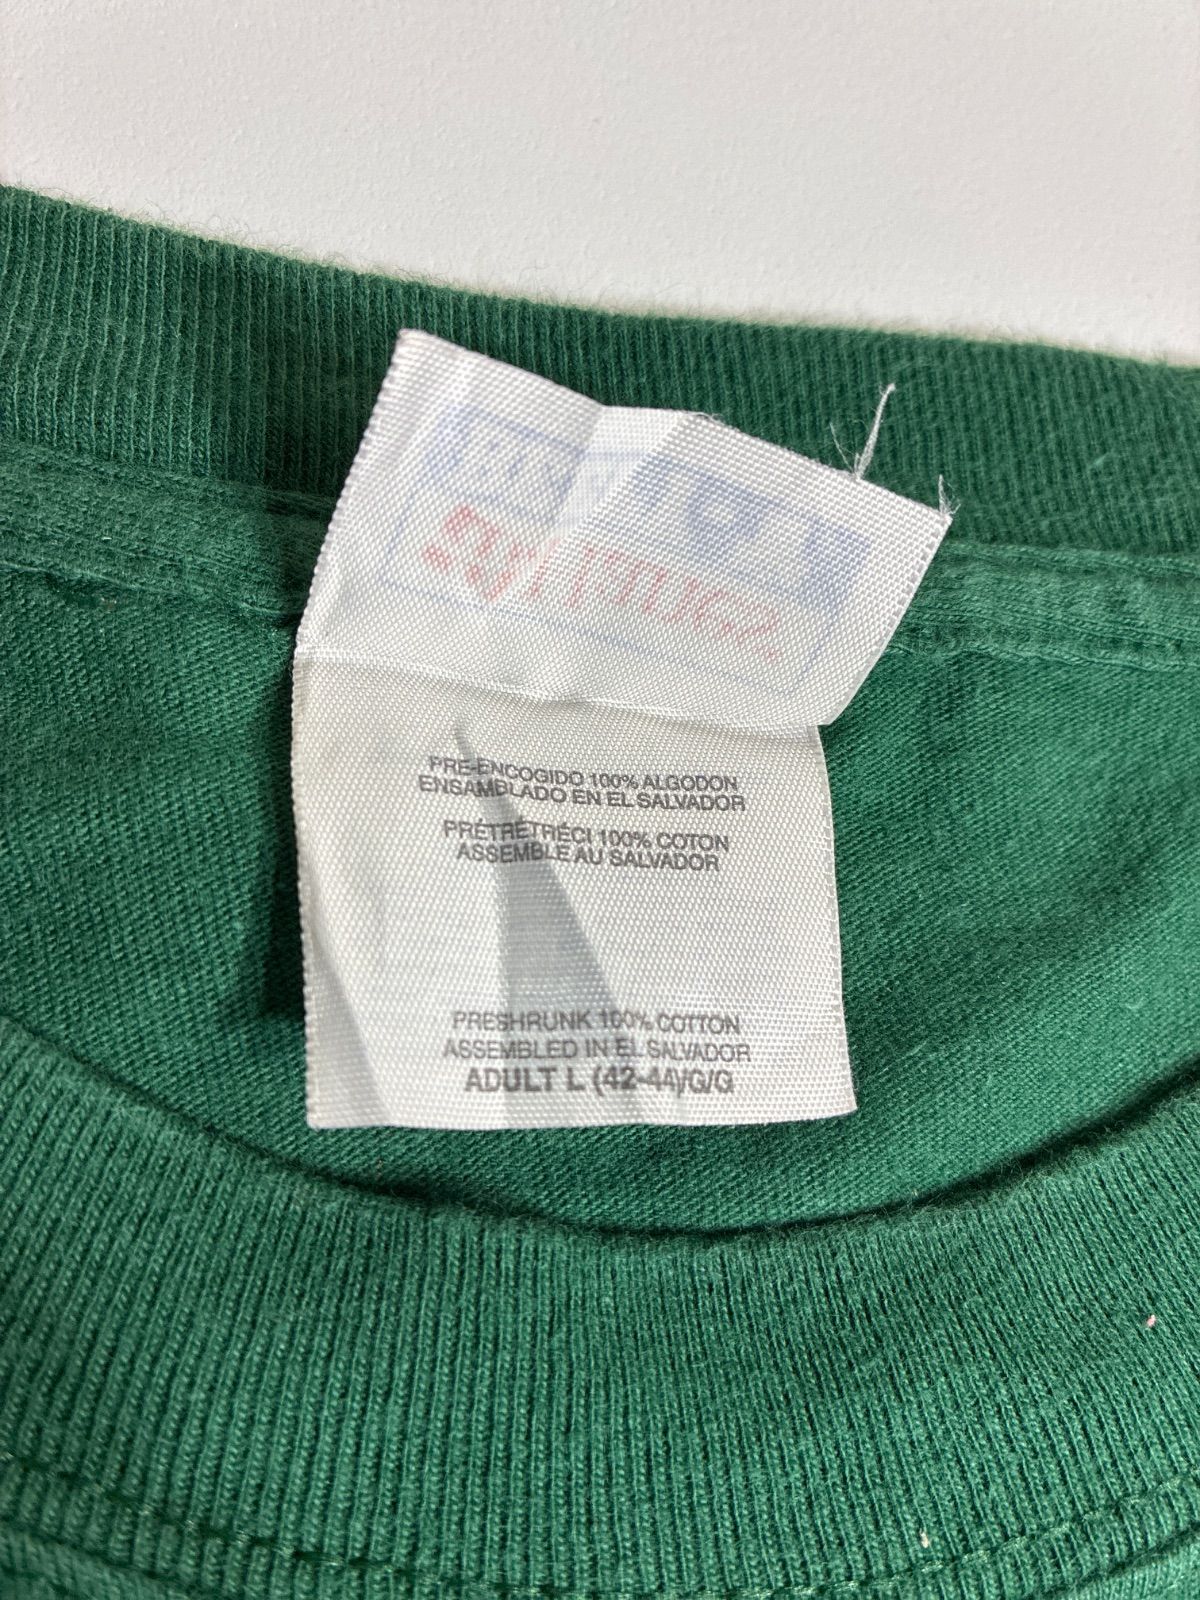 PRE-ENCOGIDO 100% ALGODON
ENSAMBLADO EN EL SALVADOR
PRÉTRÉTRÉCI 100% COTON
ASSEMBLE AU SALVADOR
PRESHRUNK 100% COTTON
ASSEMBLED IN EL SALVADOR
ADULT L (42-44)/G/G